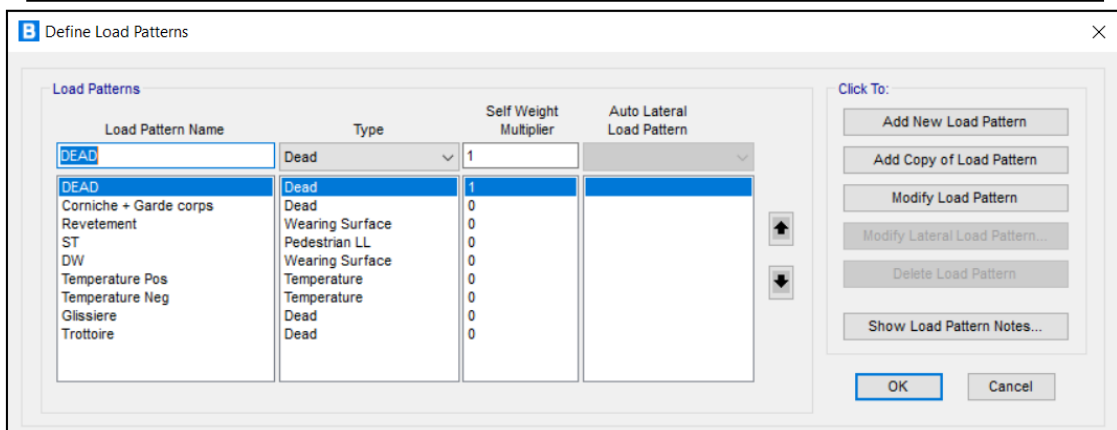 B Define Load Patterns
Load Patterns
Load Pattern Name Type Self Weight Multiplier Auto Lateral Load Pattern
DEAD Dead 1
DEAD Dead 1
Corniche + Garde corps Dead 0
Revetement Wearing Surface 0
ST Pedestrian LL 0
DW Wearing Surface 0
Temperature Pos Temperature 0
Temperature Neg Temperature 0
Glissiere Dead 0
Trottoire Dead 0
Click To:
Add New Load Pattern
Add Copy of Load Pattern
Modify Load Pattern
Modify Lateral Load Pattern...
Delete Load Pattern
Show Load Pattern Notes...
OK Cancel